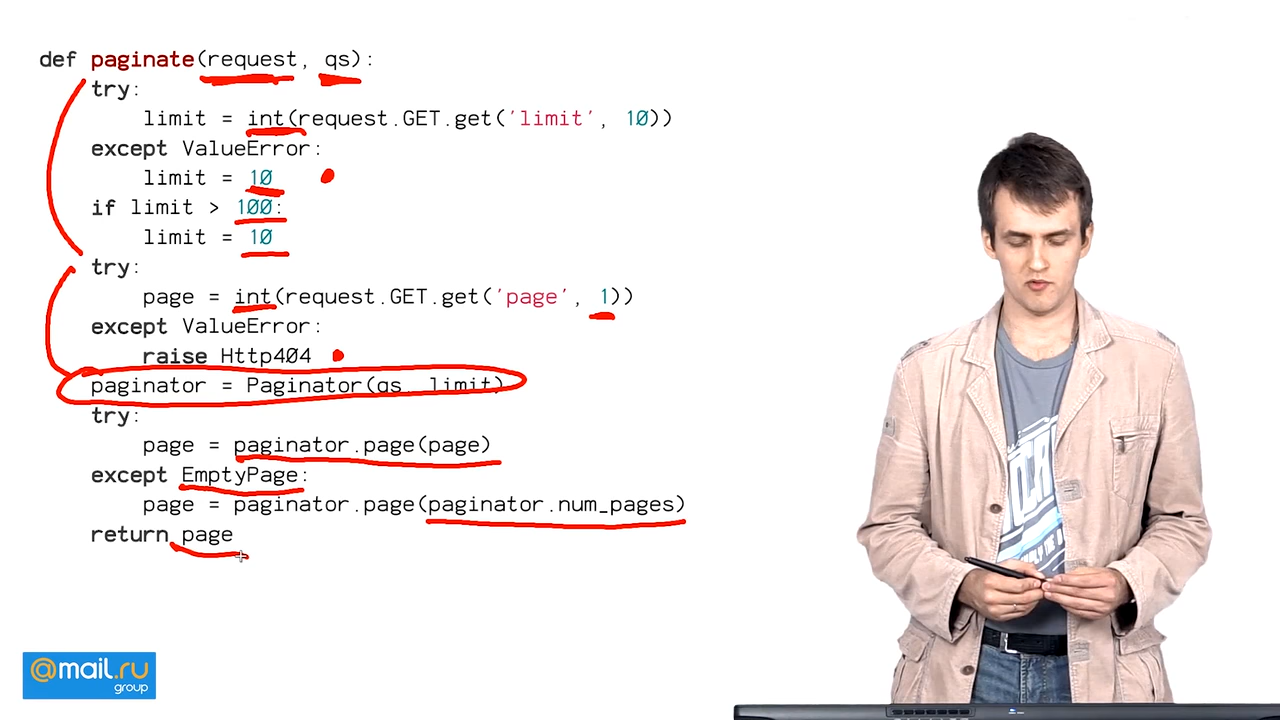 def paginate(request, qs):
    try:
        limit = int(request.GET.get('limit', 10))
    except ValueError:
        limit = 10
    if limit > 100:
        limit = 10
    try:
        page = int(request.GET.get('page', 1))
    except ValueError:
        raise Http404
    paginator = Paginator(qs, limit)
    try:
        page = paginator.page(page)
    except EmptyPage:
        page = paginator.page(paginator.num_pages)
    return page
@mail.ru
group